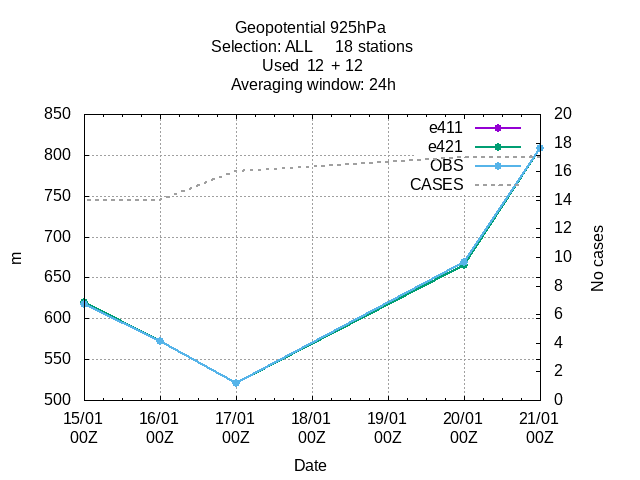 Geopotential 925hPa
Selection: ALL 18 stations
Used 12 + 12
Averaging window: 24h
850
800
750
700
650
600
550
500
m
20
18
16
14
12
10
8
6
4
2
0
No cases
e411
e421
OBS
CASES
15/01 16/01 17/01 18/01 19/01 20/01 21/01
00Z 00Z 00Z 00Z 00Z 00Z 00Z
Date